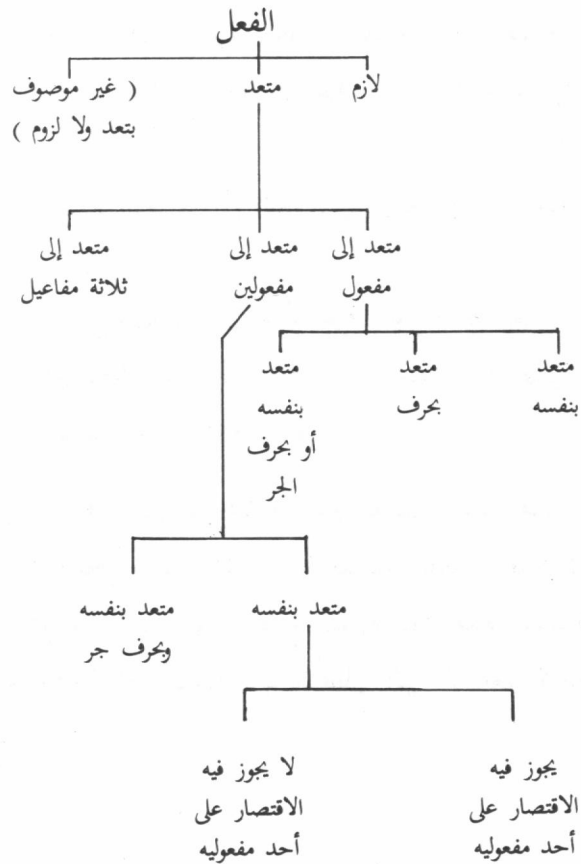 الفعل
لازم
متعد
( غير موصوف
بتعد ولا لزوم )
متعد إلى
مفعول
متعد إلى
مفعولين
متعد إلى
ثلاثة مفاعيل
متعد
بنفسه
متعد
بحرف
متعد
بنفسه
أو بحرف
الجر
متعد بنفسه
متعد بنفسه
وبحرف جر
يجوز فيه
الاقتصار على
أحد مفعوليه
لا يجوز فيه
الاقتصار على
أحد مفعوليه